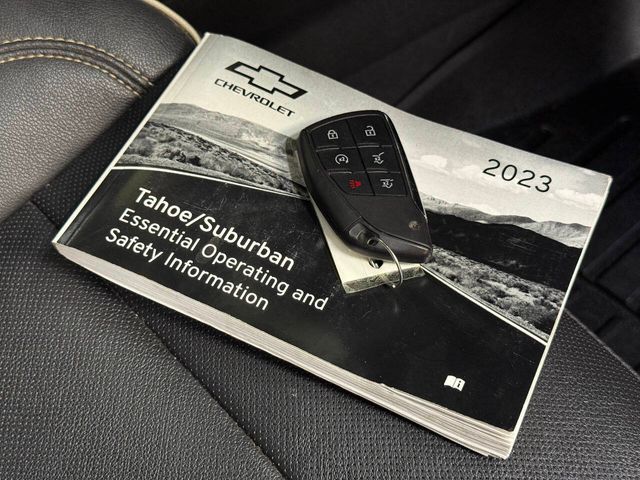 CHEVROLET
2023
Tahoe/Suburban
Essential Operating and
Safety Information